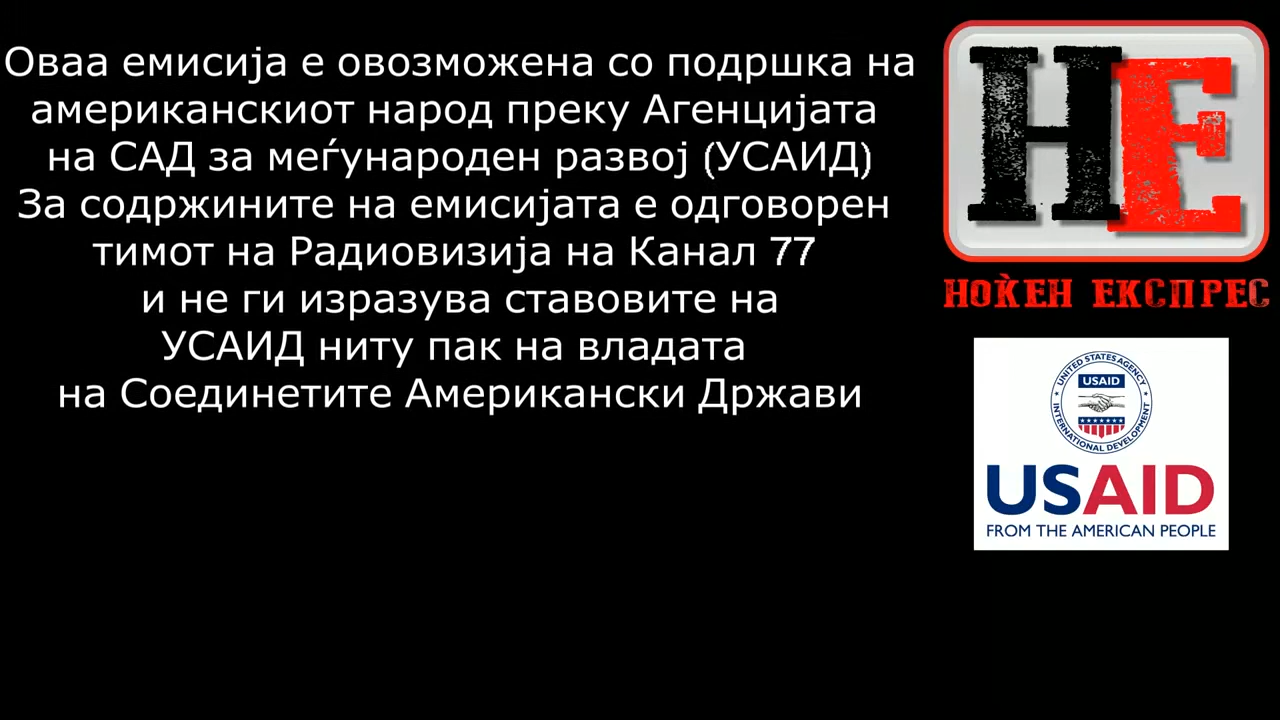 Оваа емисија е овозможена со подршка на
американскиот народ преку Агенцијата
на САД за меѓународен развој (УСАИД)
За содржините на емисијата е одговорен
тимот на Радиовизија на Канал 77
и не ги изразува ставовите на
УСАИД ниту пак на владата
на Соединетите Американски Држави
НЕ
НОЌЕН ЕКСПРЕС
UNITED STATES AGENCY
USAID
INTERNATIONAL DEVELOPMENT
USAID
FROM THE AMERICAN PEOPLE